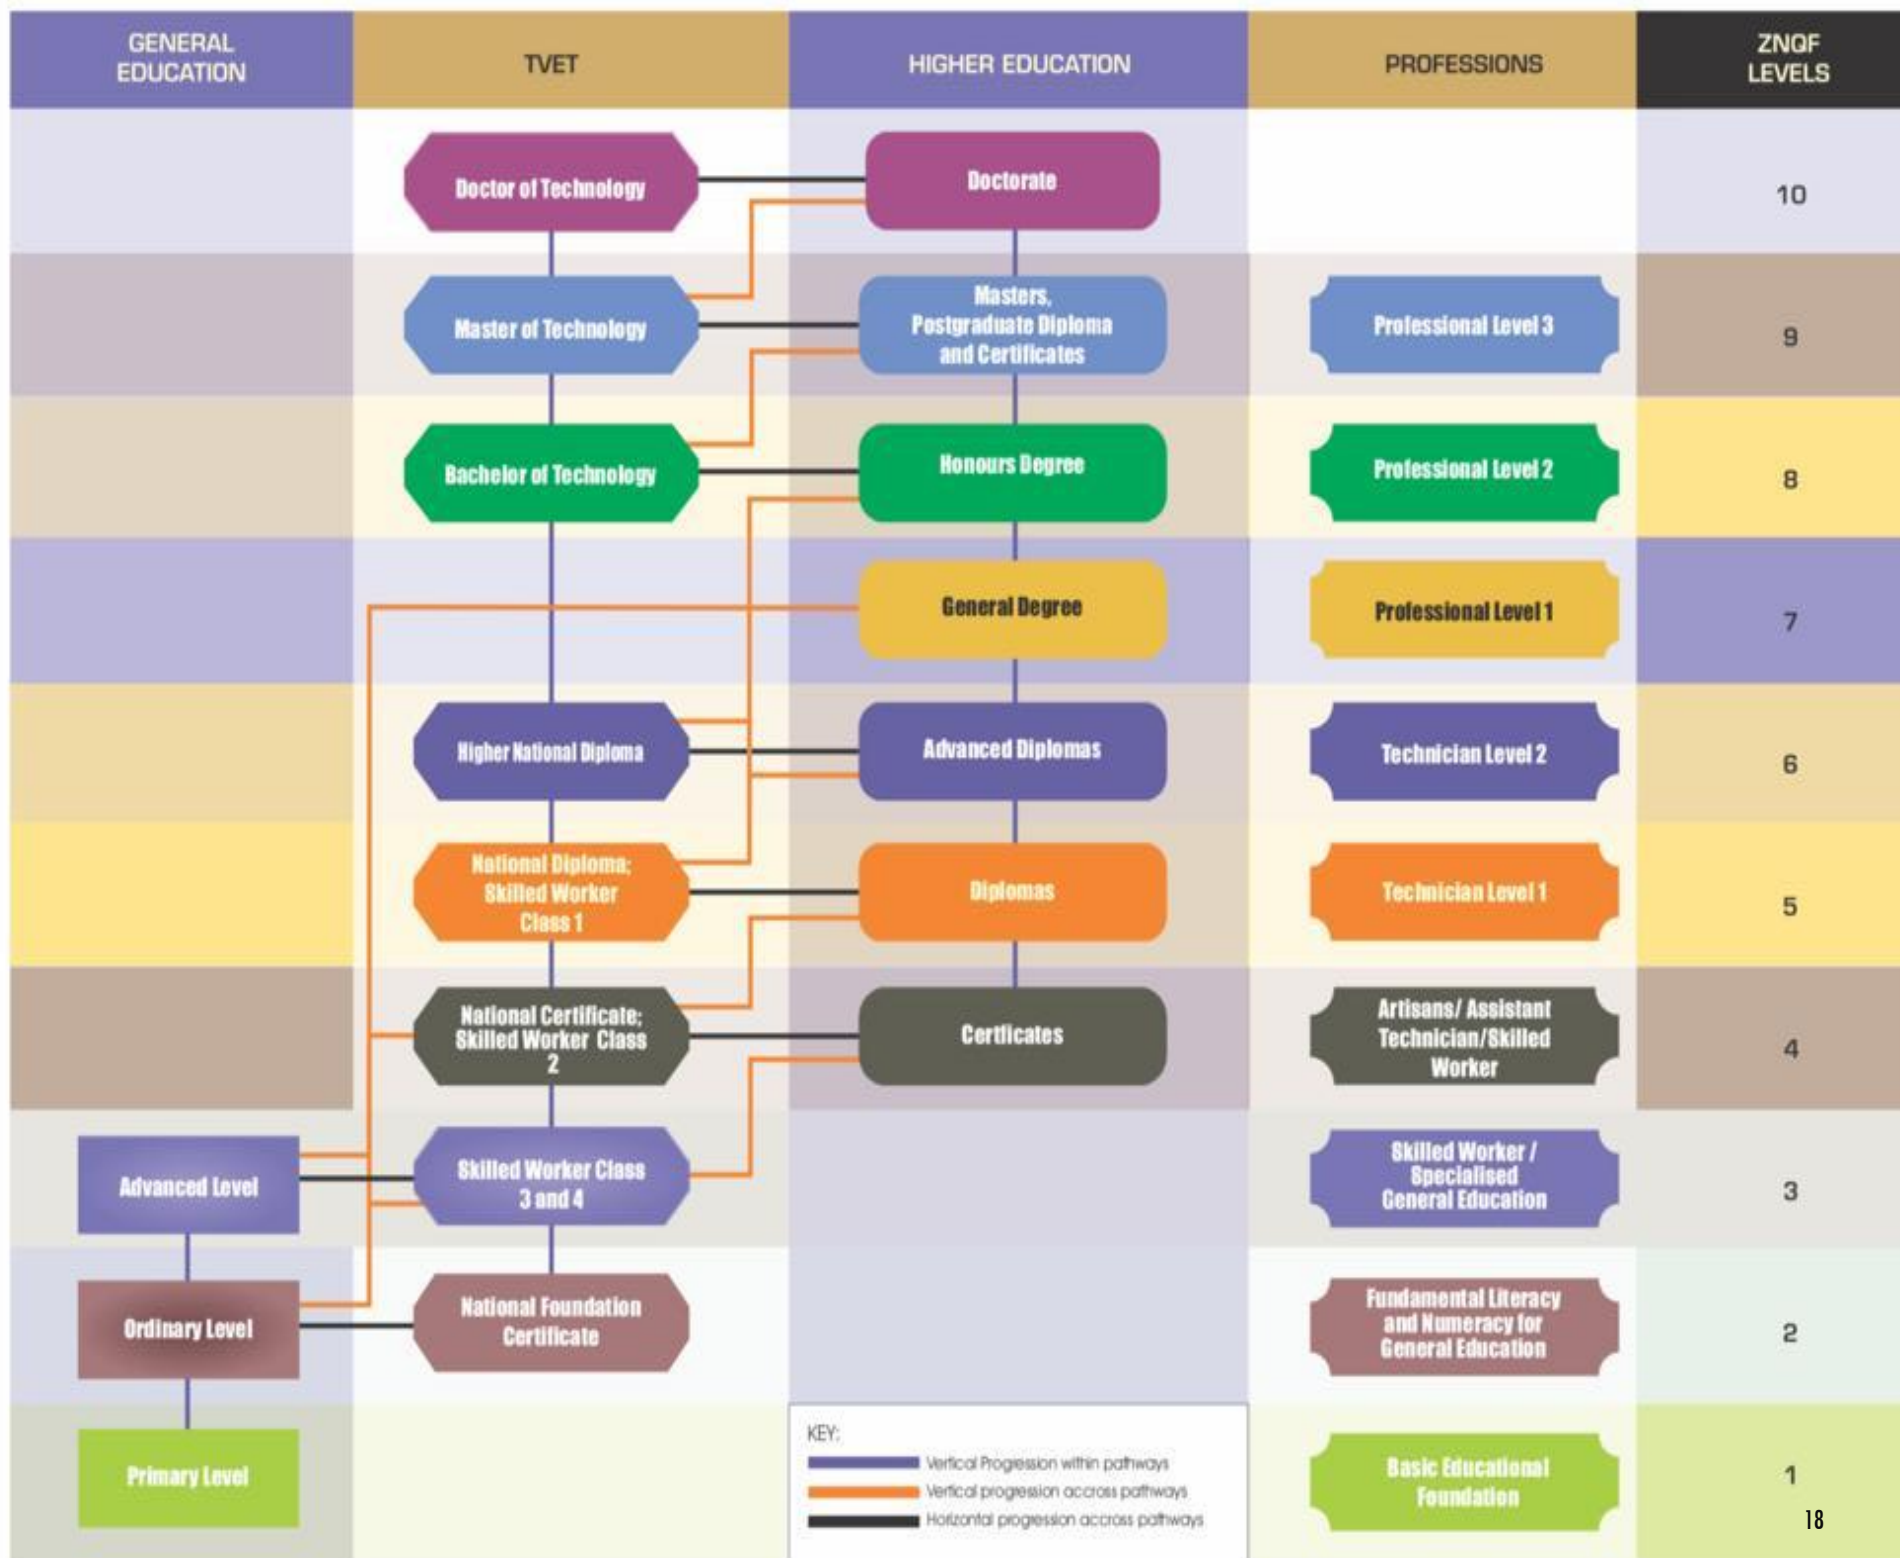 GENERAL
EDUCATION
TVET
HIGHER EDUCATION
PROFESSIONS
ZNQF
LEVELS
Doctor of Technology
Doctorate
10
Master of Technology
Masters,
Postgraduate Diploma
and Certificates
Professional Level 3
9
Bachelor of Technology
Honours Degree
Professional Level 2
8
General Degree
Professional Level 1
7
Higher National Diploma
Advanced Diplomas
Technician Level 2
6
National Diploma;
Skilled Worker
Class 1
Diplomas
Technician Level 1
5
National Certificate;
Skilled Worker Class
2
Certficates
Artisans/ Assistant
Technician/Skilled
Worker
4
Advanced Level
Skilled Worker Class
3 and 4
Skilled Worker /
Specialised
General Education
3
Ordinary Level
National Foundation
Certificate
Fundamental Literacy
and Numeracy for
General Education
2
Primary Level
KEY:
Vertical Progression within pathways
Vertical progression accross pathways
Horizontal progression accross pathways
Basic Educational
Foundation
1
18